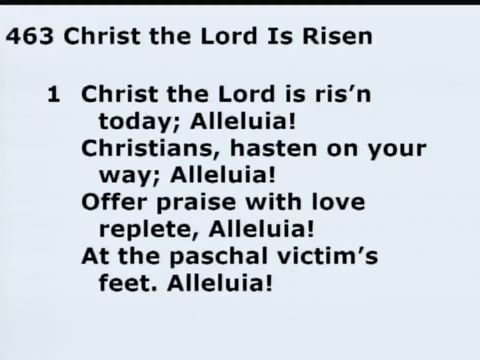 463 Christ the Lord Is Risen
1 Christ the Lord is ris’n
today; Alleluia!
Christians, hasten on your
way; Alleluia!
Offer praise with love
replete, Alleluia!
At the paschal victim’s
feet. Alleluia!